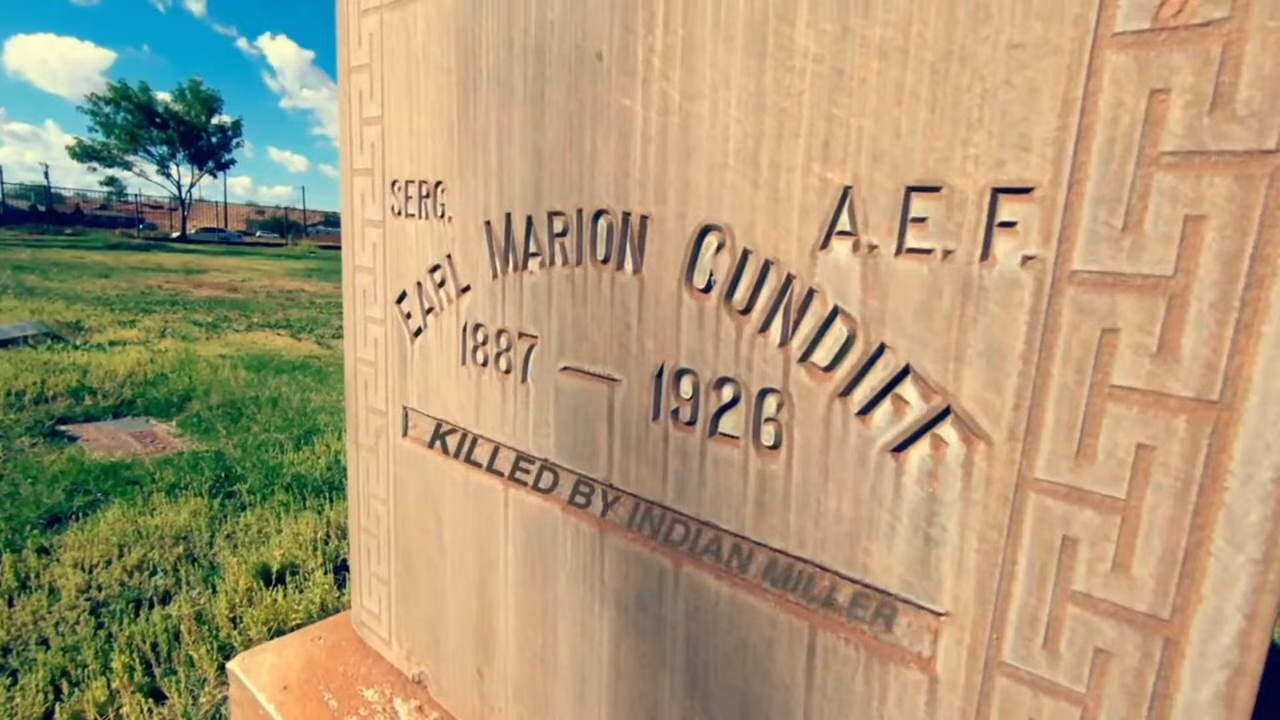 SERG. A.E.F.
EARL MARION CUNDIFF
1887 — 1926
KILLED BY INDIAN MILLER